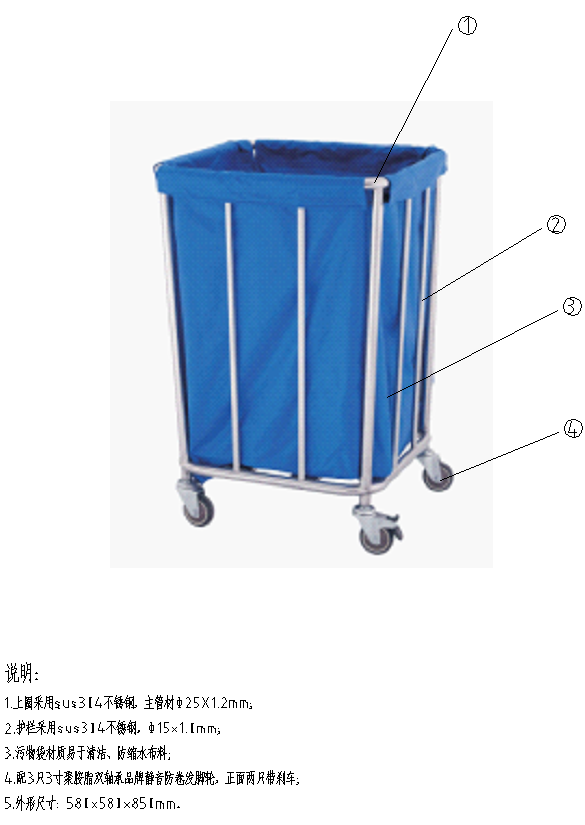 ①
②
③
④
说明：
1.上圈采用sus304不锈钢，主管材Φ25X1.2mm；
2.护栏采用sus304不锈钢，Φ15×1.0mm；
3.污物袋材质易于清洁、防缩水布料；
4.配3只3寸聚胺脂双轴承品牌静音防卷发脚轮，正面两只带刹车；
5.外形尺寸：580×580×850mm。